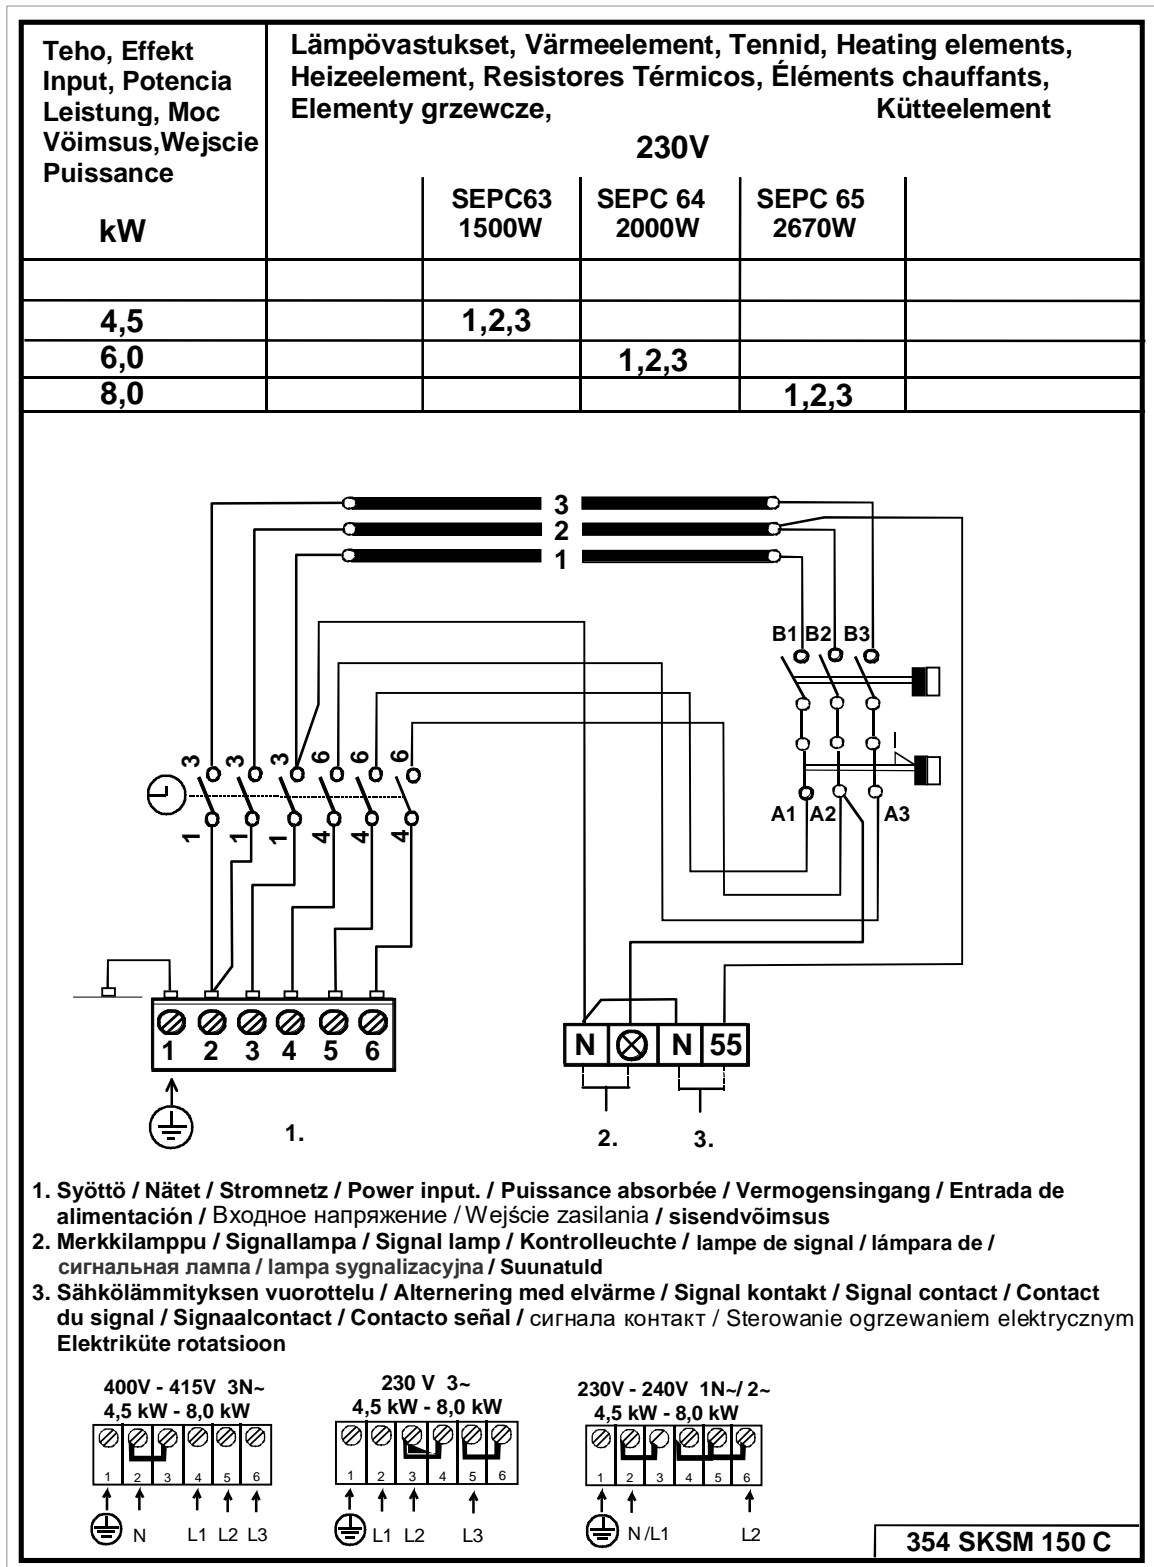 Teho, Effekt
Input, Potencia
Leistung, Moc
Vöimsus,Wejscie
Puissance
kW
Lämpövastukset, Värmeelement, Tennid, Heating elements,
Heizeelement, Resistores Térmicos, Éléments chauffants,
Elementy grzewcze, Kütteelement
230V
SEPC63 SEPC 64 SEPC 65
1500W 2000W 2670W
4,5 1,2,3
6,0 1,2,3
8,0 1,2,3
3
2
1
B1 B2 B3
3 3 3 6 6 6
1 1 1 4 4 4
A1 A2 A3
1 2 3 4 5 6
N N 55
1. 2. 3.
1. Syöttö / Nätet / Stromnetz / Power input. / Puissance absorbée / Vermogensingang / Entrada de
alimentación / Входное напряжение / Wejście zasilania / sisendvõimsus
2. Merkkilamppu / Signallampa / Signal lamp / Kontrolleuchte / lampe de signal / lámpara de /
сигнальная лампа / lampa sygnalizacyjna / Suunatuld
3. Sähkölämmityksen vuorottelu / Alternering med elvärme / Signal kontakt / Signal contact / Contact
du signal / Signaalcontact / Contacto señal / сигнала контакт / Sterowanie ogrzewaniem elektrycznym
Elektriküte rotatsioon
400V - 415V 3N~
4,5 kW - 8,0 kW
1 2 3 4 5 6
N L1 L2 L3
230 V 3~
4,5 kW - 8,0 kW
1 2 3 4 5 6
L1 L2 L3
230V - 240V 1N~/ 2~
4,5 kW - 8,0 kW
1 2 3 4 5 6
N /L1 L2
354 SKSM 150 C